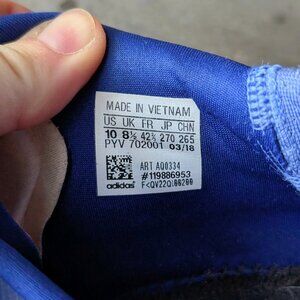 MADE IN VIETNAM
US UK FR JP CHN
10 8½ 42⅔ 270 265
PYV 702001 03/18
ART AQ0334
#119886953
adidas